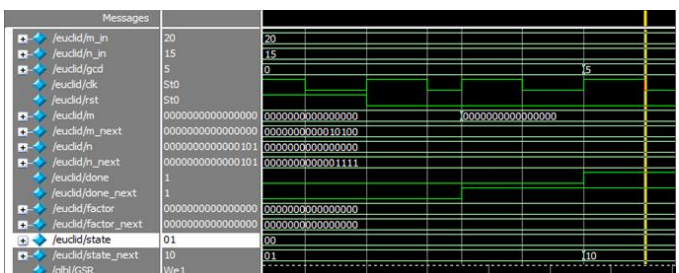 Messages
/euclid/m_in 20 20
/euclid/n_in 15 15
/euclid/gcd 5 0 5
/euclid/clk St0
/euclid/rst St0
/euclid/m 0000000000000000 0000000000000000 0000000000000000
/euclid/m_next 0000000000000000 0000000000010100
/euclid/n 0000000000000101 0000000000000000
/euclid/n_next 0000000000000101 0000000000001111
/euclid/done 1
/euclid/done_next 1
/euclid/factor 0000000000000000 0000000000000000
/euclid/factor_next 0000000000000000 0000000000000000
/euclid/state 01 00
/euclid/state_next 10 01 10
/glbl/GSR We1